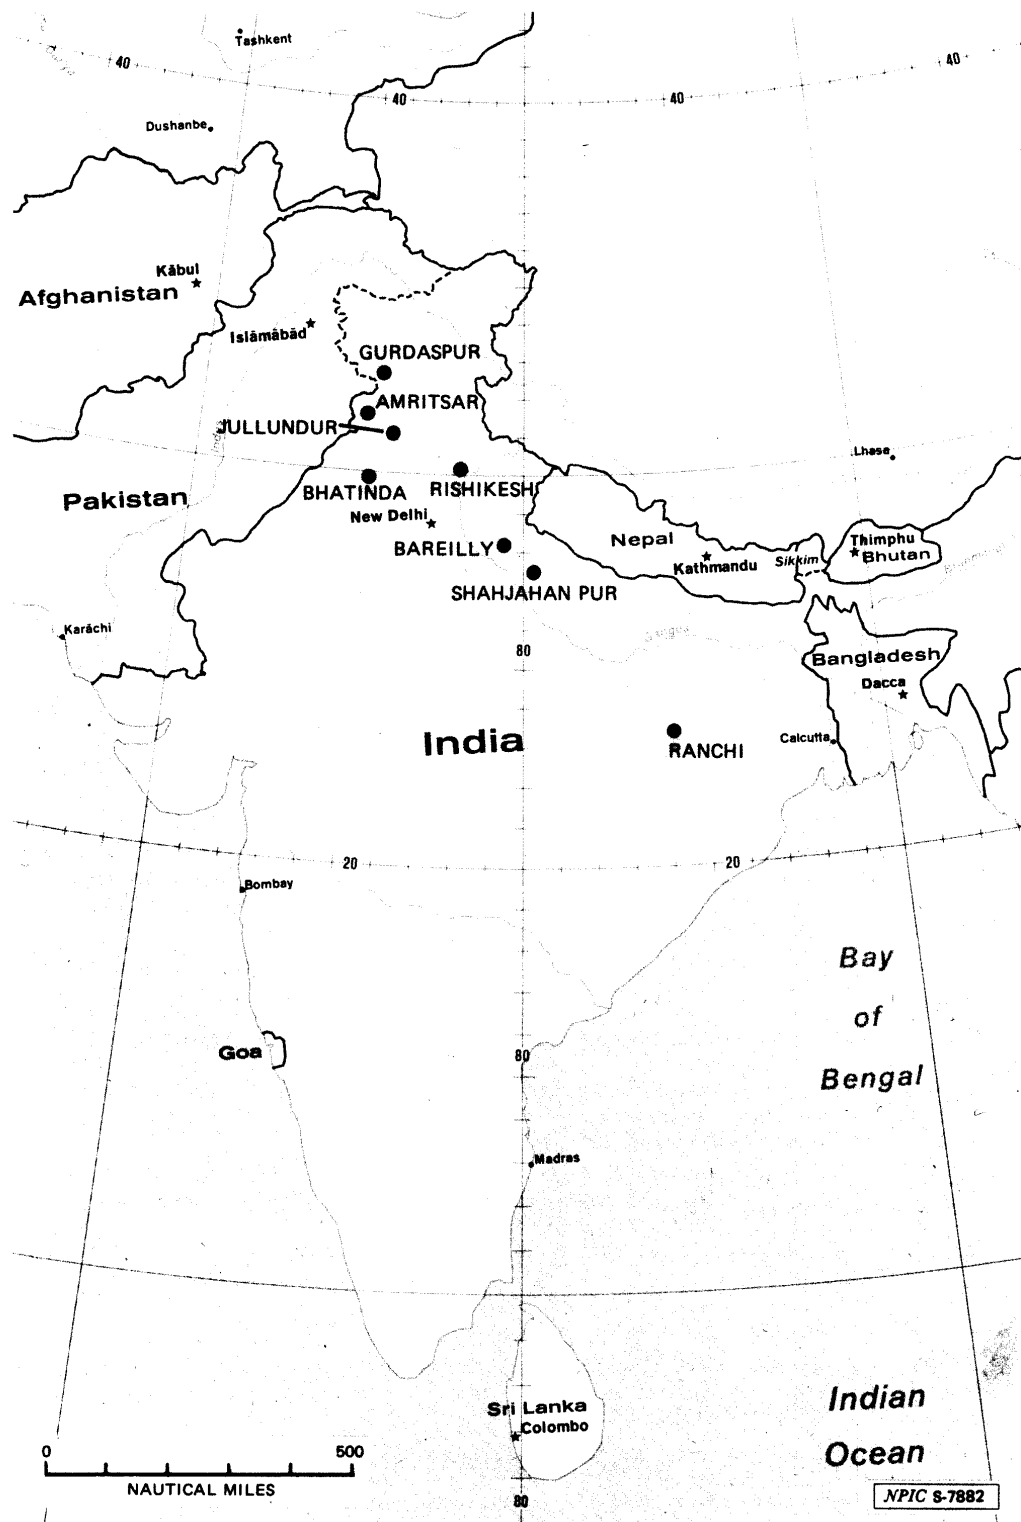 Tashkent
40
40
40
40
Dushanbe
Kābul
Afghanistan
Islāmābād
GURDASPUR
AMRITSAR
JULLUNDUR
Lhasa
Pakistan
BHATINDA
RISHIKESH
New Delhi
BAREILLY
Nepal
Kathmandu
Sikkim
Thimphu
Bhutan
SHAHJAHAN PUR
Karāchi
Ganges
80
Bangladesh
Dacca
India
RANCHI
Calcutta
20
20
Bombay
Bay
of
Bengal
Goa
80
Madras
Sri Lanka
Colombo
Indian
Ocean
0
500
NAUTICAL MILES
80
NPIC S-7882